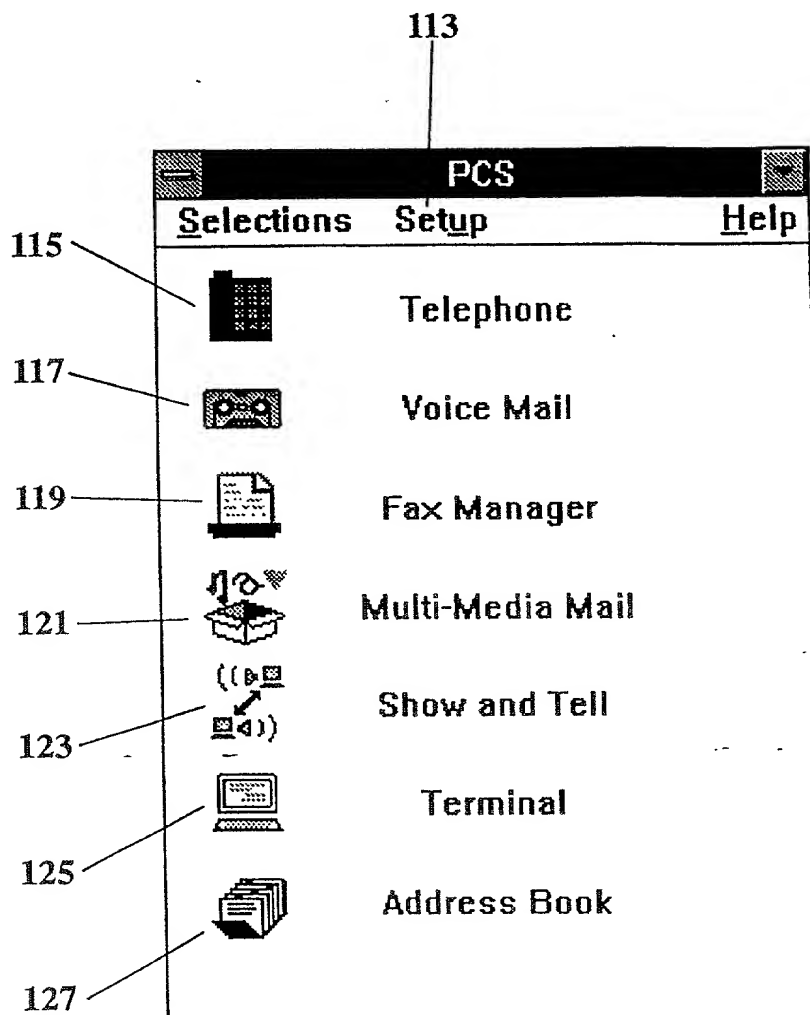 113
PCS
Selections Setup Help
115 Telephone
117 Voice Mail
119 Fax Manager
121 Multi-Media Mail
123 Show and Tell
125 Terminal
127 Address Book